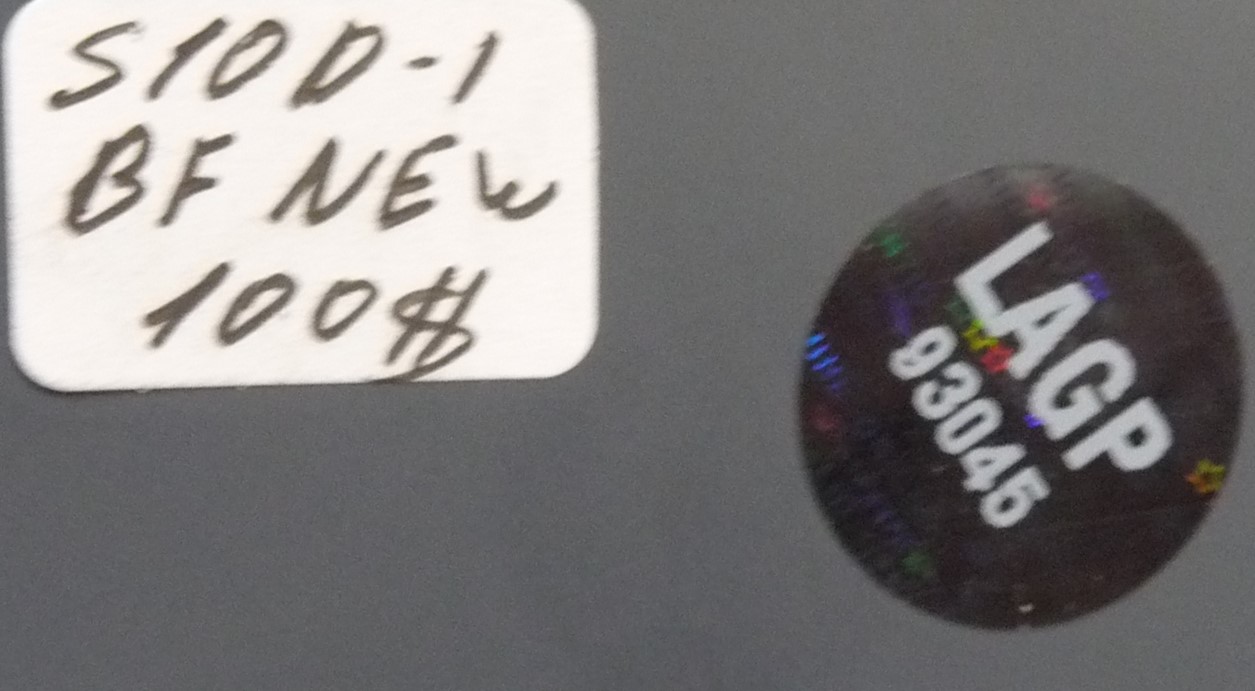 S10D-1
BF NEW
100$
LAGP
93045